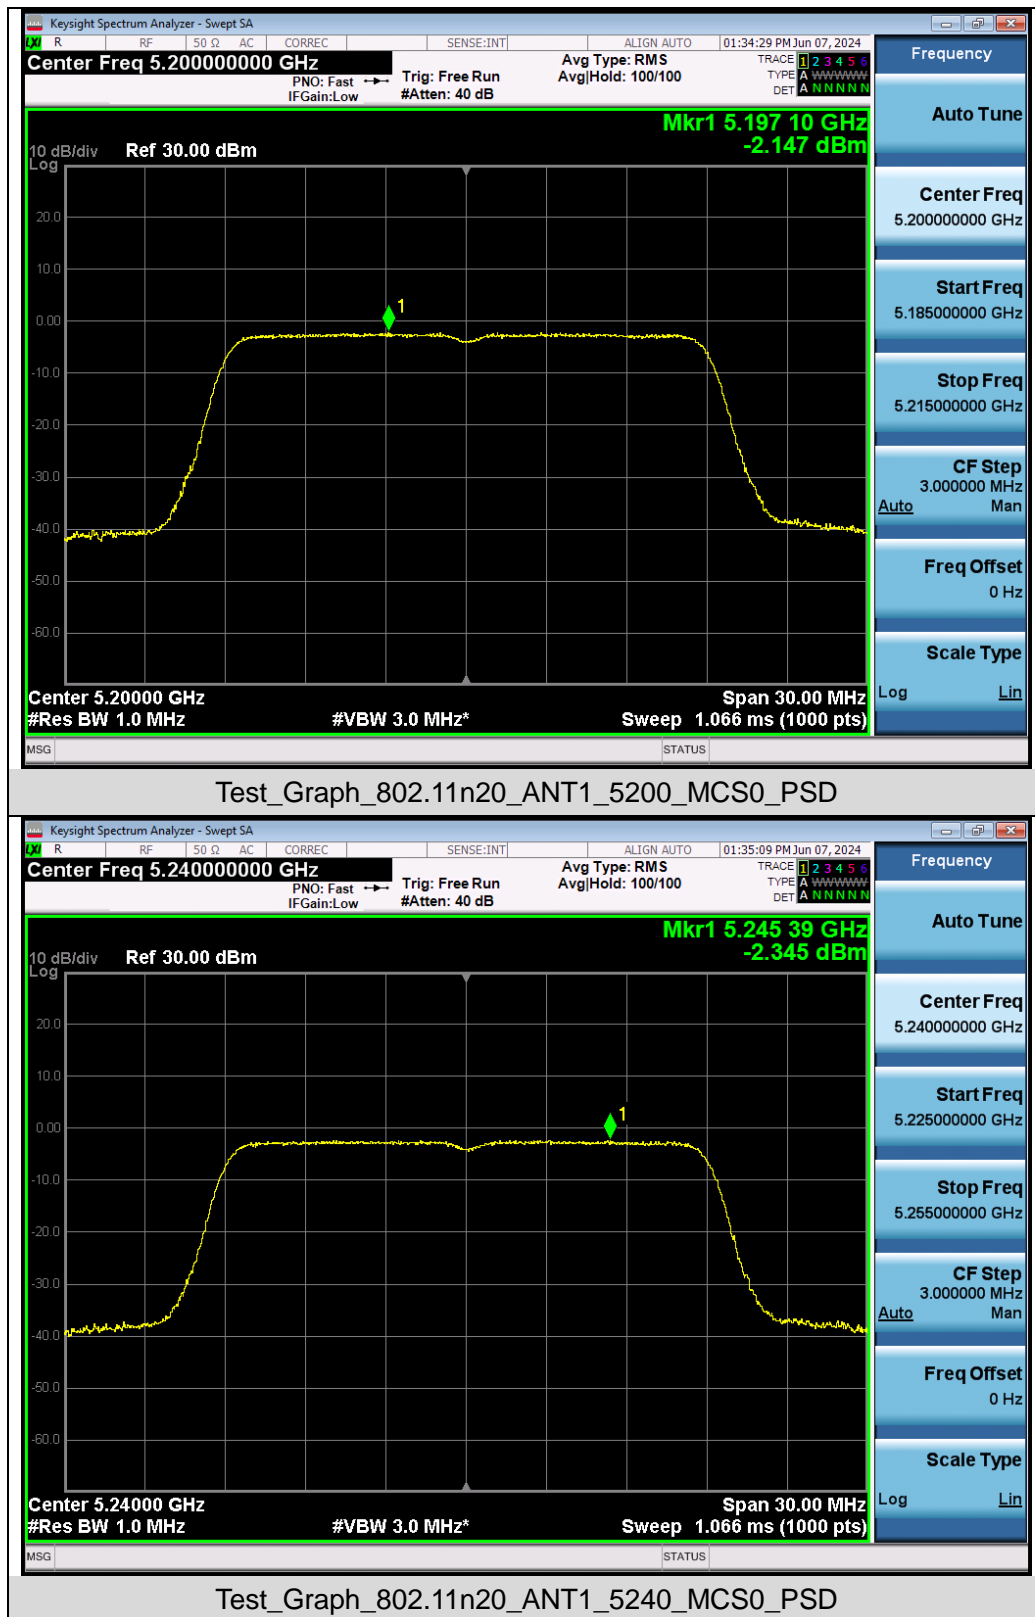 Keysight Spectrum Analyzer - Swept SA
LXI R RF 50 Ω AC CORREC SENSE:INT ALIGN AUTO 01:34:29 PM Jun 07, 2024
Center Freq 5.200000000 GHz
PNO: Fast
IFGain:Low
Trig: Free Run
#Atten: 40 dB
Avg Type: RMS
Avg|Hold: 100/100
TRACE 1 2 3 4 5 6
TYPE A WWWWW
DET A N N N N N
Mkr1 5.197 10 GHz
-2.147 dBm
10 dB/div Ref 30.00 dBm
Log
1
20.0
10.0
0.00
-10.0
-20.0
-30.0
-40.0
-50.0
-60.0
Center 5.20000 GHz Span 30.00 MHz
#Res BW 1.0 MHz #VBW 3.0 MHz* Sweep 1.066 ms (1000 pts)
MSG STATUS
Frequency
Auto Tune
Center Freq
5.200000000 GHz
Start Freq
5.185000000 GHz
Stop Freq
5.215000000 GHz
CF Step
3.000000 MHz
Auto Man
Freq Offset
0 Hz
Scale Type
Log Lin
Test_Graph_802.11n20_ANT1_5200_MCS0_PSD
Keysight Spectrum Analyzer - Swept SA
LXI R RF 50 Ω AC CORREC SENSE:INT ALIGN AUTO 01:35:09 PM Jun 07, 2024
Center Freq 5.240000000 GHz
PNO: Fast
IFGain:Low
Trig: Free Run
#Atten: 40 dB
Avg Type: RMS
Avg|Hold: 100/100
TRACE 1 2 3 4 5 6
TYPE A WWWWW
DET A N N N N N
Mkr1 5.245 39 GHz
-2.345 dBm
10 dB/div Ref 30.00 dBm
Log
1
20.0
10.0
0.00
-10.0
-20.0
-30.0
-40.0
-50.0
-60.0
Center 5.24000 GHz Span 30.00 MHz
#Res BW 1.0 MHz #VBW 3.0 MHz* Sweep 1.066 ms (1000 pts)
MSG STATUS
Frequency
Auto Tune
Center Freq
5.240000000 GHz
Start Freq
5.225000000 GHz
Stop Freq
5.255000000 GHz
CF Step
3.000000 MHz
Auto Man
Freq Offset
0 Hz
Scale Type
Log Lin
Test_Graph_802.11n20_ANT1_5240_MCS0_PSD